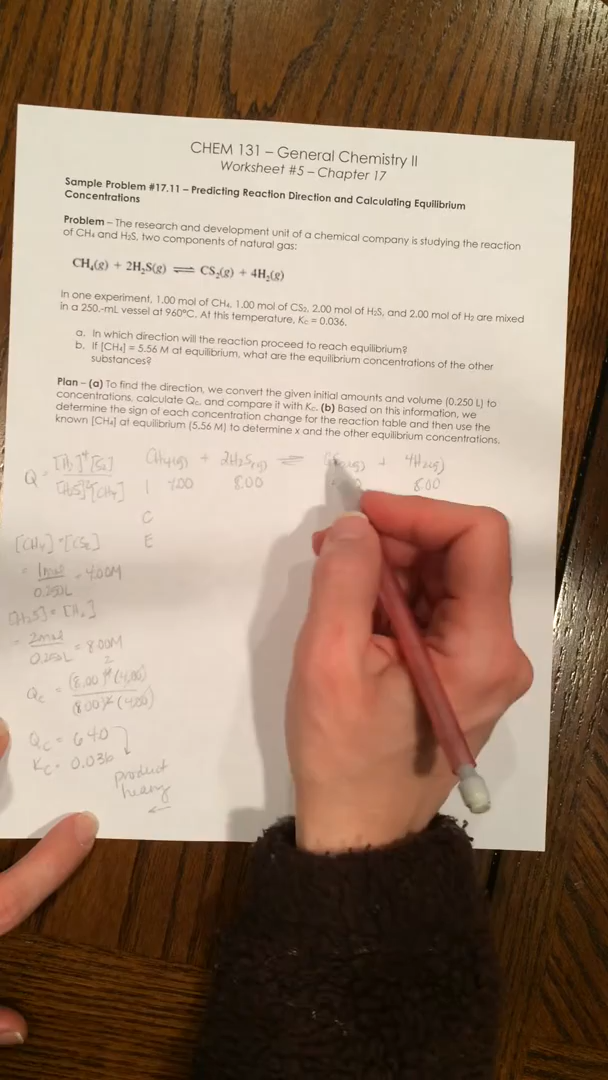 CHEM 131 – General Chemistry II
Worksheet #5 – Chapter 17
Sample Problem #17.11 – Predicting Reaction Direction and Calculating Equilibrium
Concentrations
Problem – The research and development unit of a chemical company is studying the reaction
of CH₄ and H₂S, two components of natural gas:
CH₄(g) + 2H₂S(g) ⇌ CS₂(g) + 4H₂(g)
In one experiment, 1.00 mol of CH₄, 1.00 mol of CS₂, 2.00 mol of H₂S, and 2.00 mol of H₂ are mixed
in a 250.-mL vessel at 960°C. At this temperature, Kc = 0.036.
a. In which direction will the reaction proceed to reach equilibrium?
b. If [CH₄] = 5.56 M at equilibrium, what are the equilibrium concentrations of the other
substances?
Plan – (a) To find the direction, we convert the given initial amounts and volume (0.250 L) to
concentrations, calculate Qc, and compare it with Kc. (b) Based on this information, we
determine the sign of each concentration change for the reaction table and then use the
known [CH₄] at equilibrium (5.56 M) to determine x and the other equilibrium concentrations.
CH₄(g) + 2H₂S(g) ⇌ + 4H₂(g)
I 4.00 8.00 8.00
C
E
Q = [H₂]⁴[CS₂]
[H₂S]²[CH₄]
[CH₄] = [CS₂]
= 1mol = 4.00M
0.250L
[H₂S] = [H₂]
= 2mol = 8.00M
0.250L
Qc = (8.00)⁴(4.00)
(8.00)²(4.00)
Qc = 64.0
Kc = 0.036
product
heavy
←